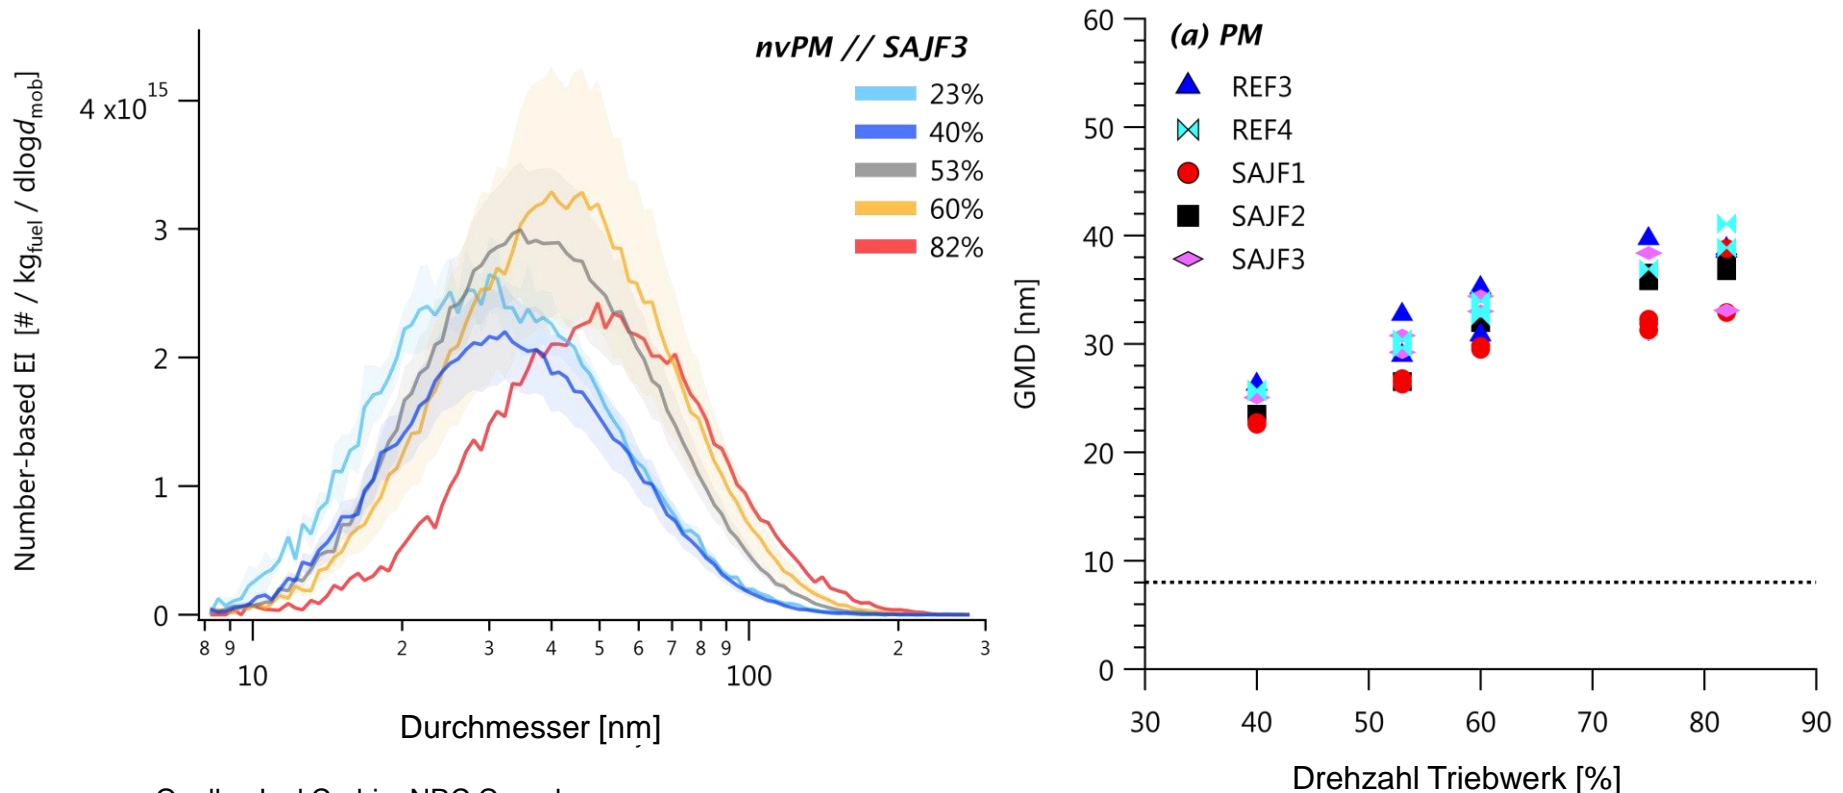 nvPM // SAJF3
23%
40%
53%
60%
82%
Number-based EI [# / kgfuel / dlogdmob]
4 x10^15
3
2
1
0
8 9 2 3 4 5 6 7 8 9 2 3
10 100
Durchmesser [nm]
(a) PM
REF3
REF4
SAJF1
SAJF2
SAJF3
GMD [nm]
60
50
40
30
20
10
0
30 40 50 60 70 80 90
Drehzahl Triebwerk [%]